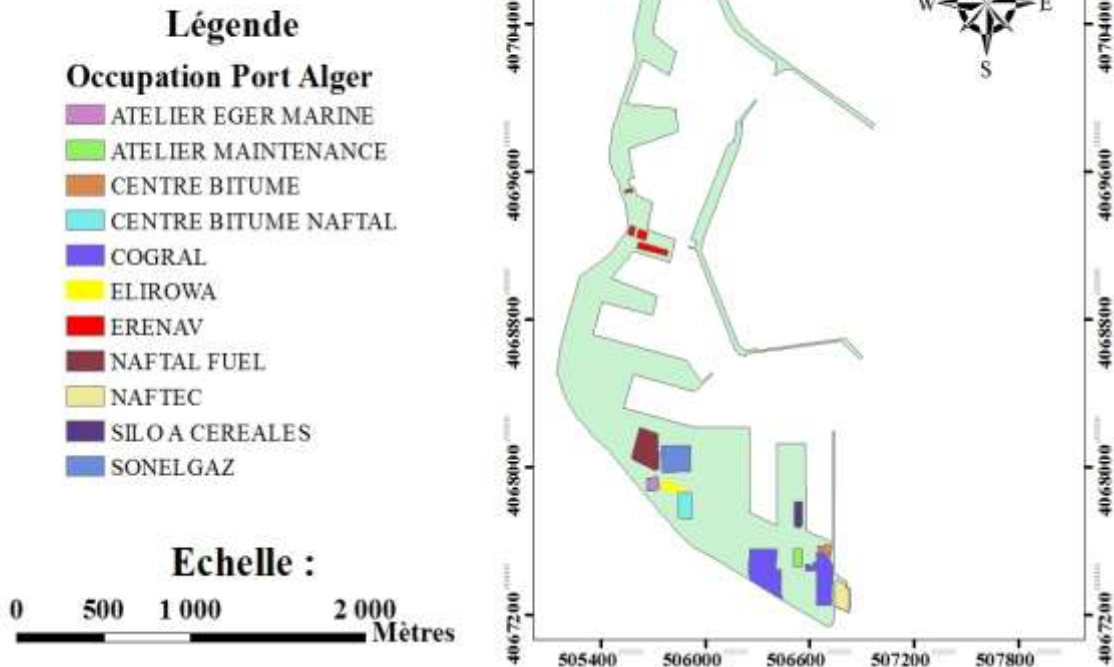 Légende
Occupation Port Alger
ATELIER EGER MARINE
ATELIER MAINTENANCE
CENTRE BITUME
CENTRE BITUME NAFTAL
COGRAL
ELIROWA
ERENAV
NAFTAL FUEL
NAFTEC
SILO A CEREALES
SONELGAZ
Echelle :
0 500 1 000 2 000
Mètres
W E
S
4070400 4070400
4069600 4069600
4068800 4068800
4068000 4068000
4067200 4067200
505400 506000 506600 507200 507800